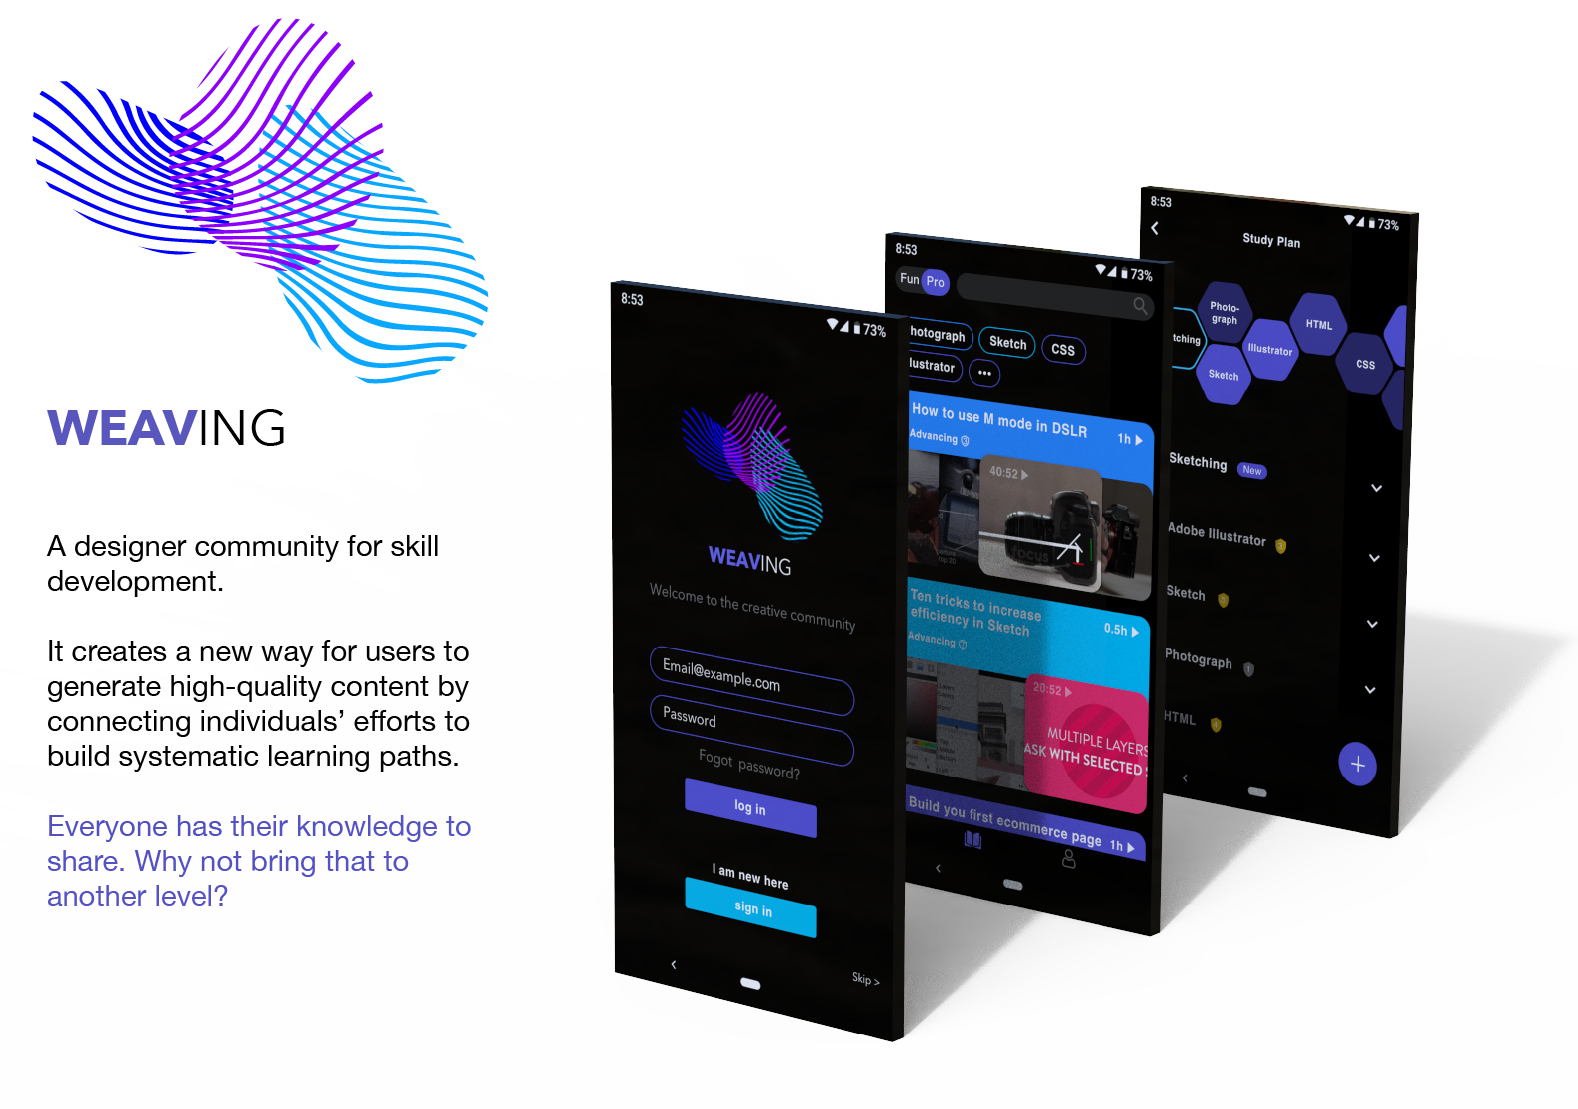 WEAVING
A designer community for skill
development.
It creates a new way for users to
generate high-quality content by
connecting individuals’ efforts to
build systematic learning paths.
Everyone has their knowledge to
share. Why not bring that to
another level?
8:53
73%
WEAVING
Welcome to the creative community
Email@example.com
Password
Fogot password?
log in
I am new here
sign in
Skip >
8:53
73%
Fun Pro
hotograph Sketch CSS
lustrator •••
How to use M mode in DSLR 1h
Advancing
40:52
focus
Ten tricks to increase
efficiency in Sketch 0.5h
Advancing
20:52
MULTIPLE LAYERS
ASK WITH SELECTED
Build you first ecommerce page 1h
8:53
73%
Study Plan
tching
Photo-
graph
Sketch
Illustrator
HTML
CSS
Sketching New
Adobe Illustrator
Sketch
Photograph
HTML
+